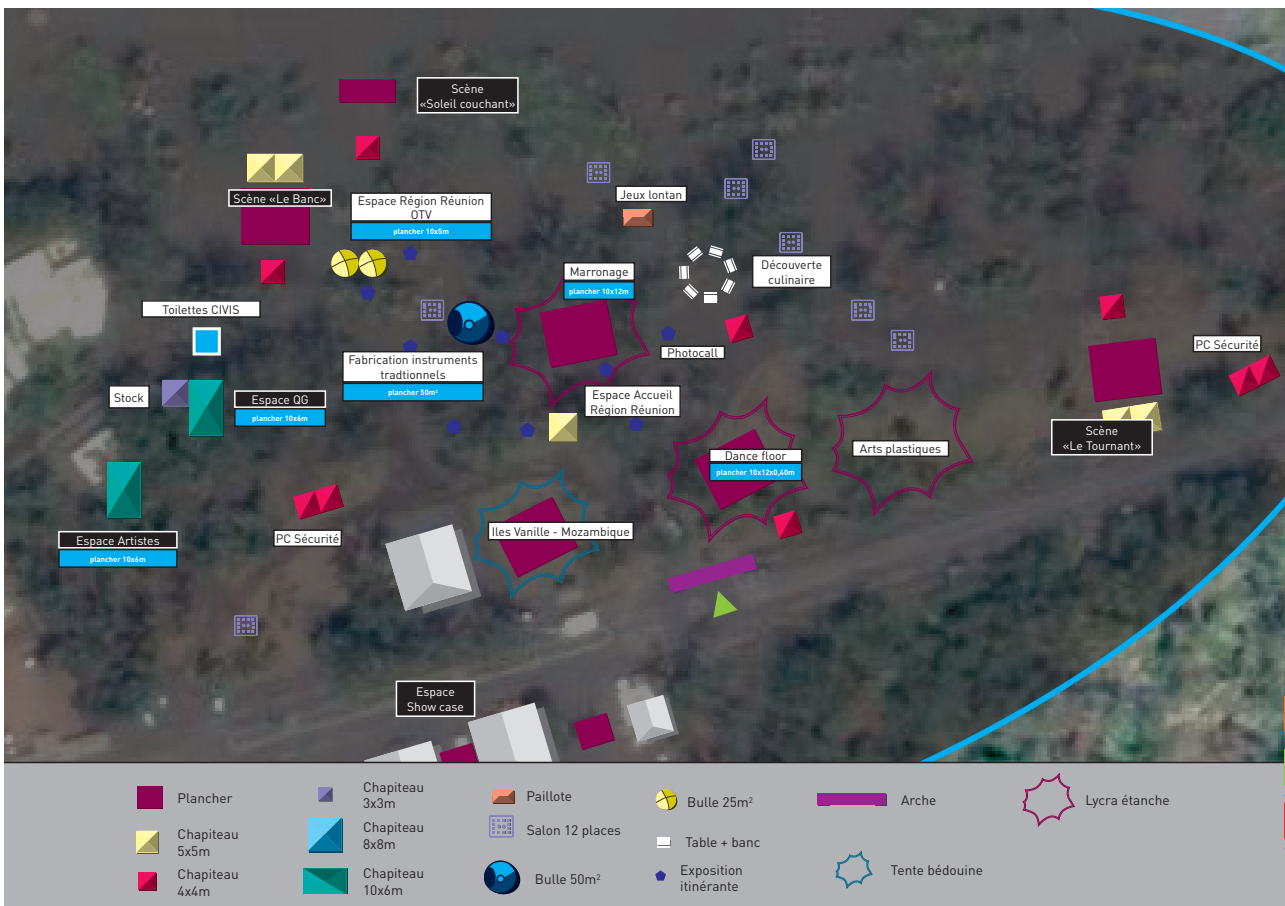 Scène
«Soleil couchant»
Scène «Le Banc»
Espace Région Réunion
OTV
plancher 10x5m
Jeux lontan
Marronage
plancher 10x12m
Découverte
culinaire
Toilettes CIVIS
Photocall
PC Sécurité
Fabrication instruments
tradtionnels
plancher 50m²
Stock
Espace QG
plancher 10x6m
Espace Accueil
Région Réunion
Scène
«Le Tournant»
Dance floor
plancher 10x12x0,40m
Arts plastiques
Espace Artistes
plancher 10x6m
PC Sécurité
Iles Vanille - Mozambique
Espace
Show case
Plancher
Chapiteau
5x5m
Chapiteau
4x4m
Chapiteau
3x3m
Chapiteau
8x8m
Chapiteau
10x6m
Paillote
Salon 12 places
Bulle 50m²
Bulle 25m²
Table + banc
Exposition
itinérante
Arche
Tente bédouine
Lycra étanche